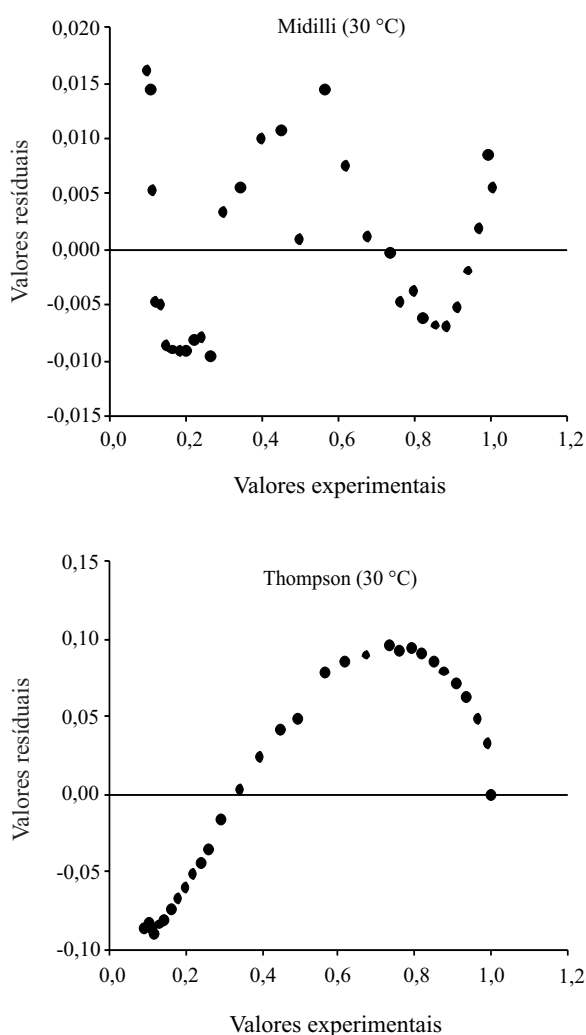 Midilli (30 °C)
Valores resíduais
0,020
0,015
0,010
0,005
0,000
-0,005
-0,010
-0,015
0,0 0,2 0,4 0,6 0,8 1,0 1,2
Valores experimentais
Thompson (30 °C)
Valores resíduais
0,15
0,10
0,05
0,00
-0,05
-0,10
0,0 0,2 0,4 0,6 0,8 1,0 1,2
Valores experimentais